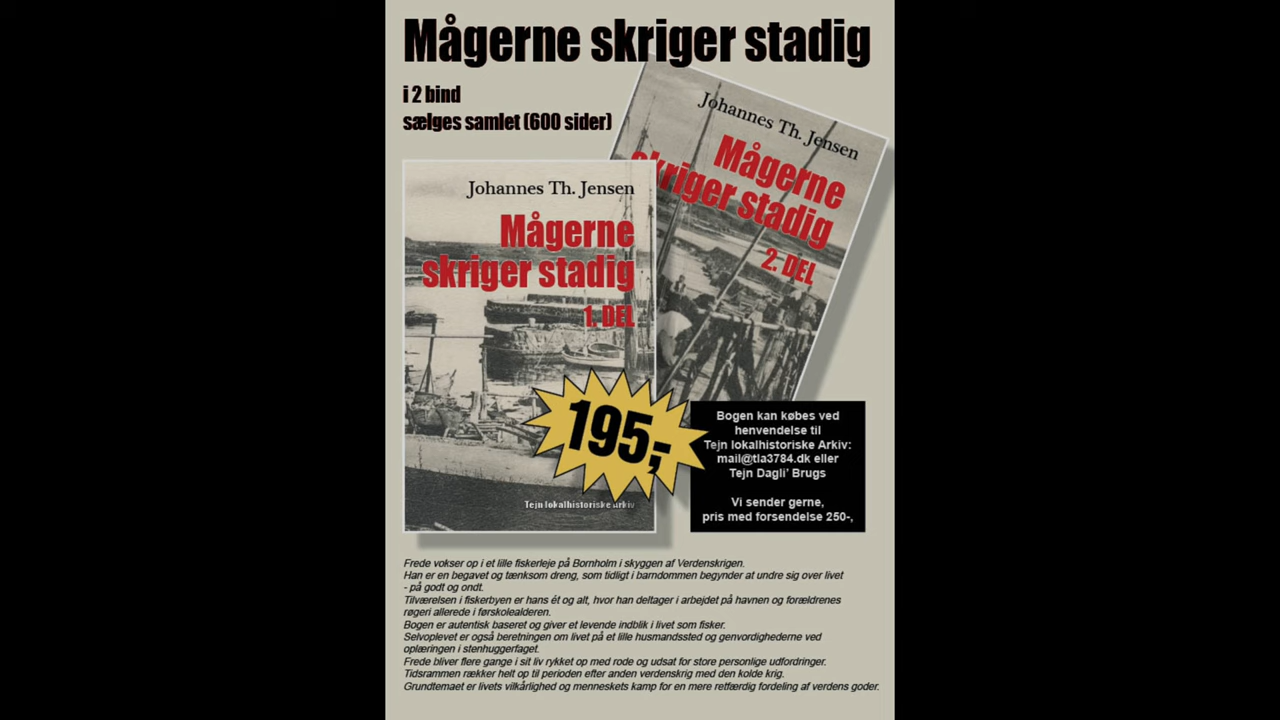 Mågerne skriger stadig
i 2 bind
sælges samlet (600 sider)
Johannes Th. Jensen
Mågerne
skriger stadig
2. DEL
Johannes Th. Jensen
Mågerne
skriger stadig
1. DEL
195,-
Tejn lokalhistoriske Arkiv
Bogen kan købes ved
henvendelse til
Tejn lokalhistoriske Arkiv:
mail@tla3784.dk eller
Tejn Dagli' Brugs
Vi sender gerne,
pris med forsendelse 250-,
Frede vokser op i et lille fiskerleje på Bornholm i skyggen af Verdenskrigen.
Han er en begavet og tænksom dreng, som tidligt i barndommen begynder at undre sig over livet
- på godt og ondt.
Tilværelsen i fiskerbyen er hans ét og alt, hvor han deltager i arbejdet på havnen og forældrenes
røgeri allerede i førskolealderen.
Bogen er autentisk baseret og giver et levende indblik i livet som fisker.
Selvoplevet er også beretningen om livet på et lille husmandssted og genvordighederne ved
oplæringen i stenhuggerfaget.
Frede bliver flere gange i sit liv rykket op med rode og udsat for store personlige udfordringer.
Tidsrammen rækker helt op til perioden efter anden verdenskrig med den kolde krig.
Grundtemaet er livets vilkårlighed og menneskets kamp for en mere retfærdig fordeling af verdens goder.